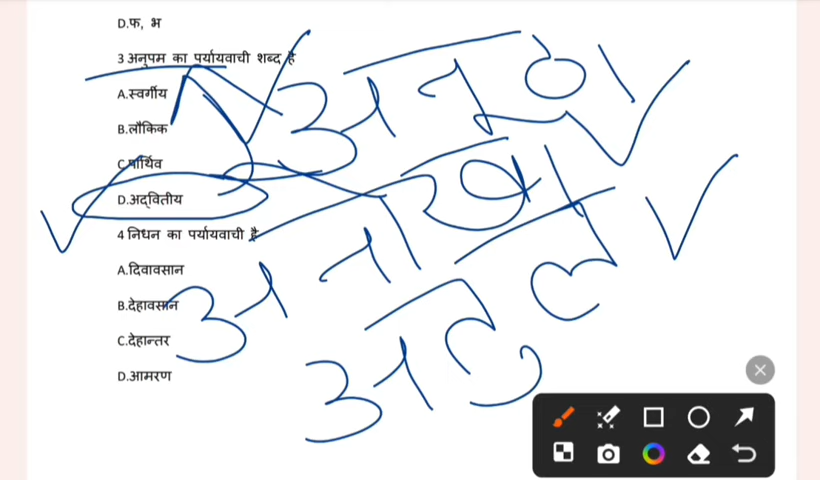 D.फ, भ
3 अनुपम का पर्यायवाची शब्द है
A.स्वर्गीय
B.लौकिक
C.पार्थिव
D.अद्वितीय
4 निधन का पर्यायवाची है
A.दिवावसान
B.देहावसान
C.देहान्तर
D.आमरण
अनूठा
अनोखा
अतुल